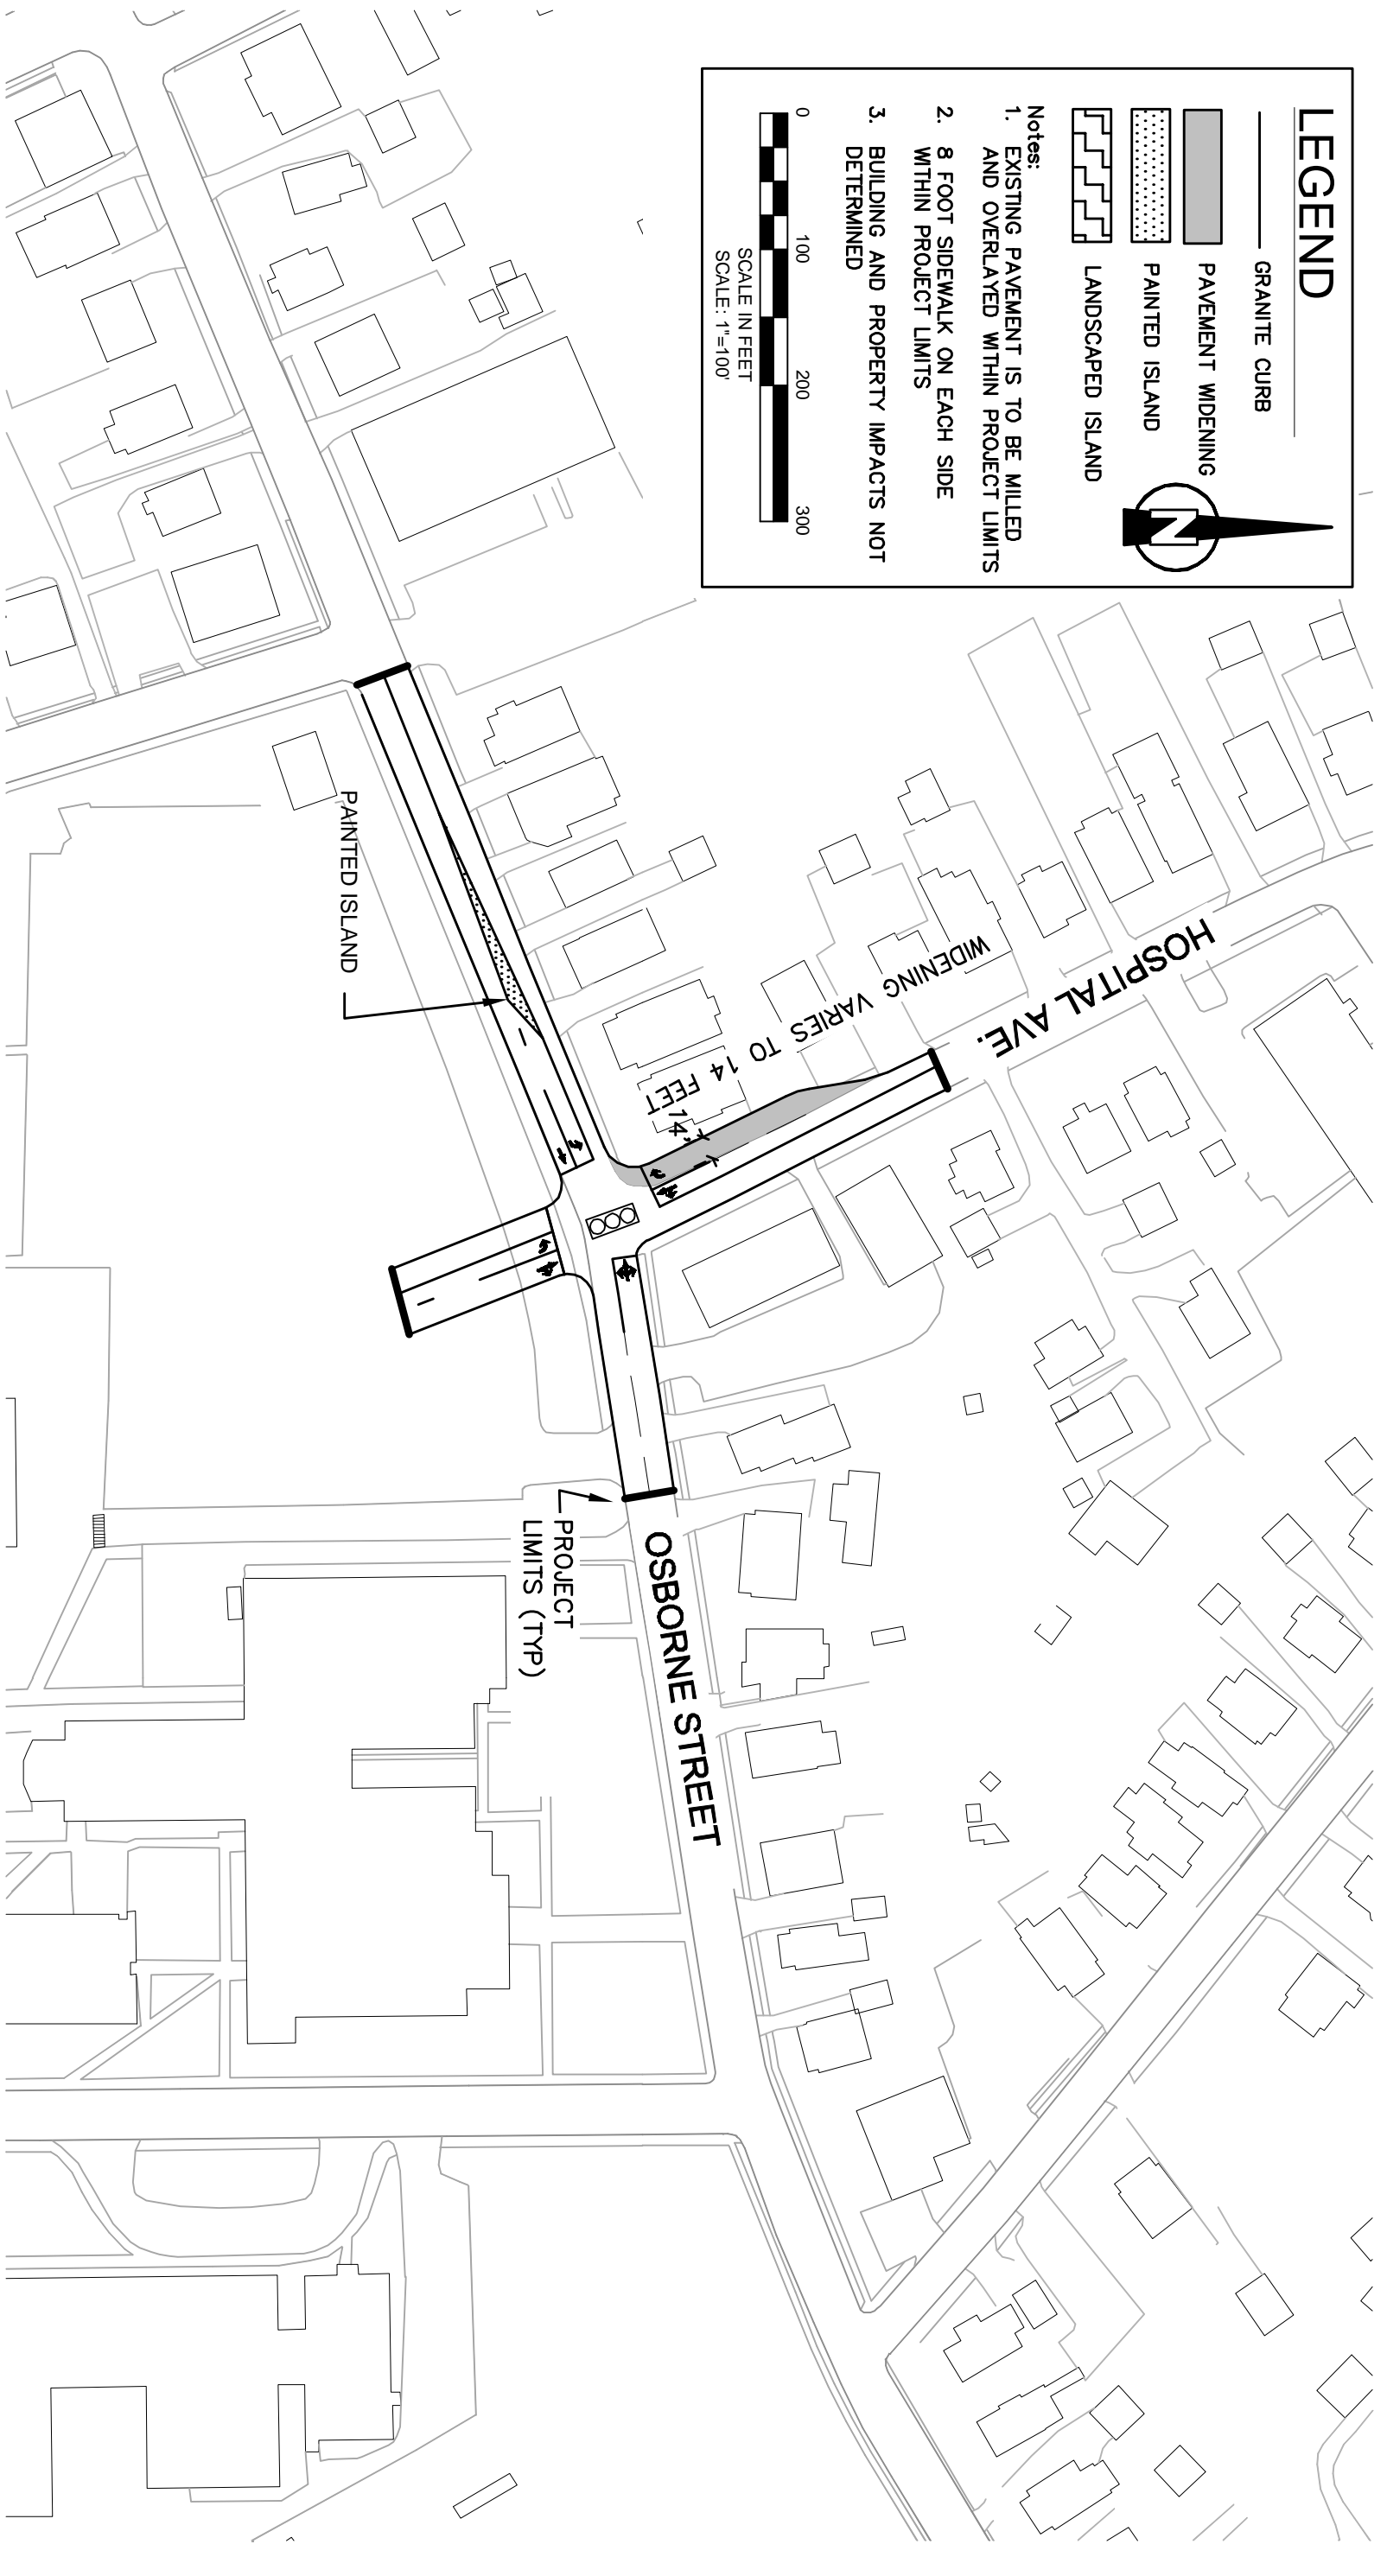 LEGEND
GRANITE CURB
PAVEMENT WIDENING
PAINTED ISLAND
LANDSCAPED ISLAND
N
Notes:
1. EXISTING PAVEMENT IS TO BE MILLED
AND OVERLAYED WITHIN PROJECT LIMITS
2. 8 FOOT SIDEWALK ON EACH SIDE
WITHIN PROJECT LIMITS
3. BUILDING AND PROPERTY IMPACTS NOT
DETERMINED
0 100 200 300
SCALE IN FEET
SCALE: 1"=100'
HOSPITAL AVE.
WIDENING VARIES TO 14 FEET
14'
PAINTED ISLAND
OSBORNE STREET
PROJECT
LIMITS (TYP)